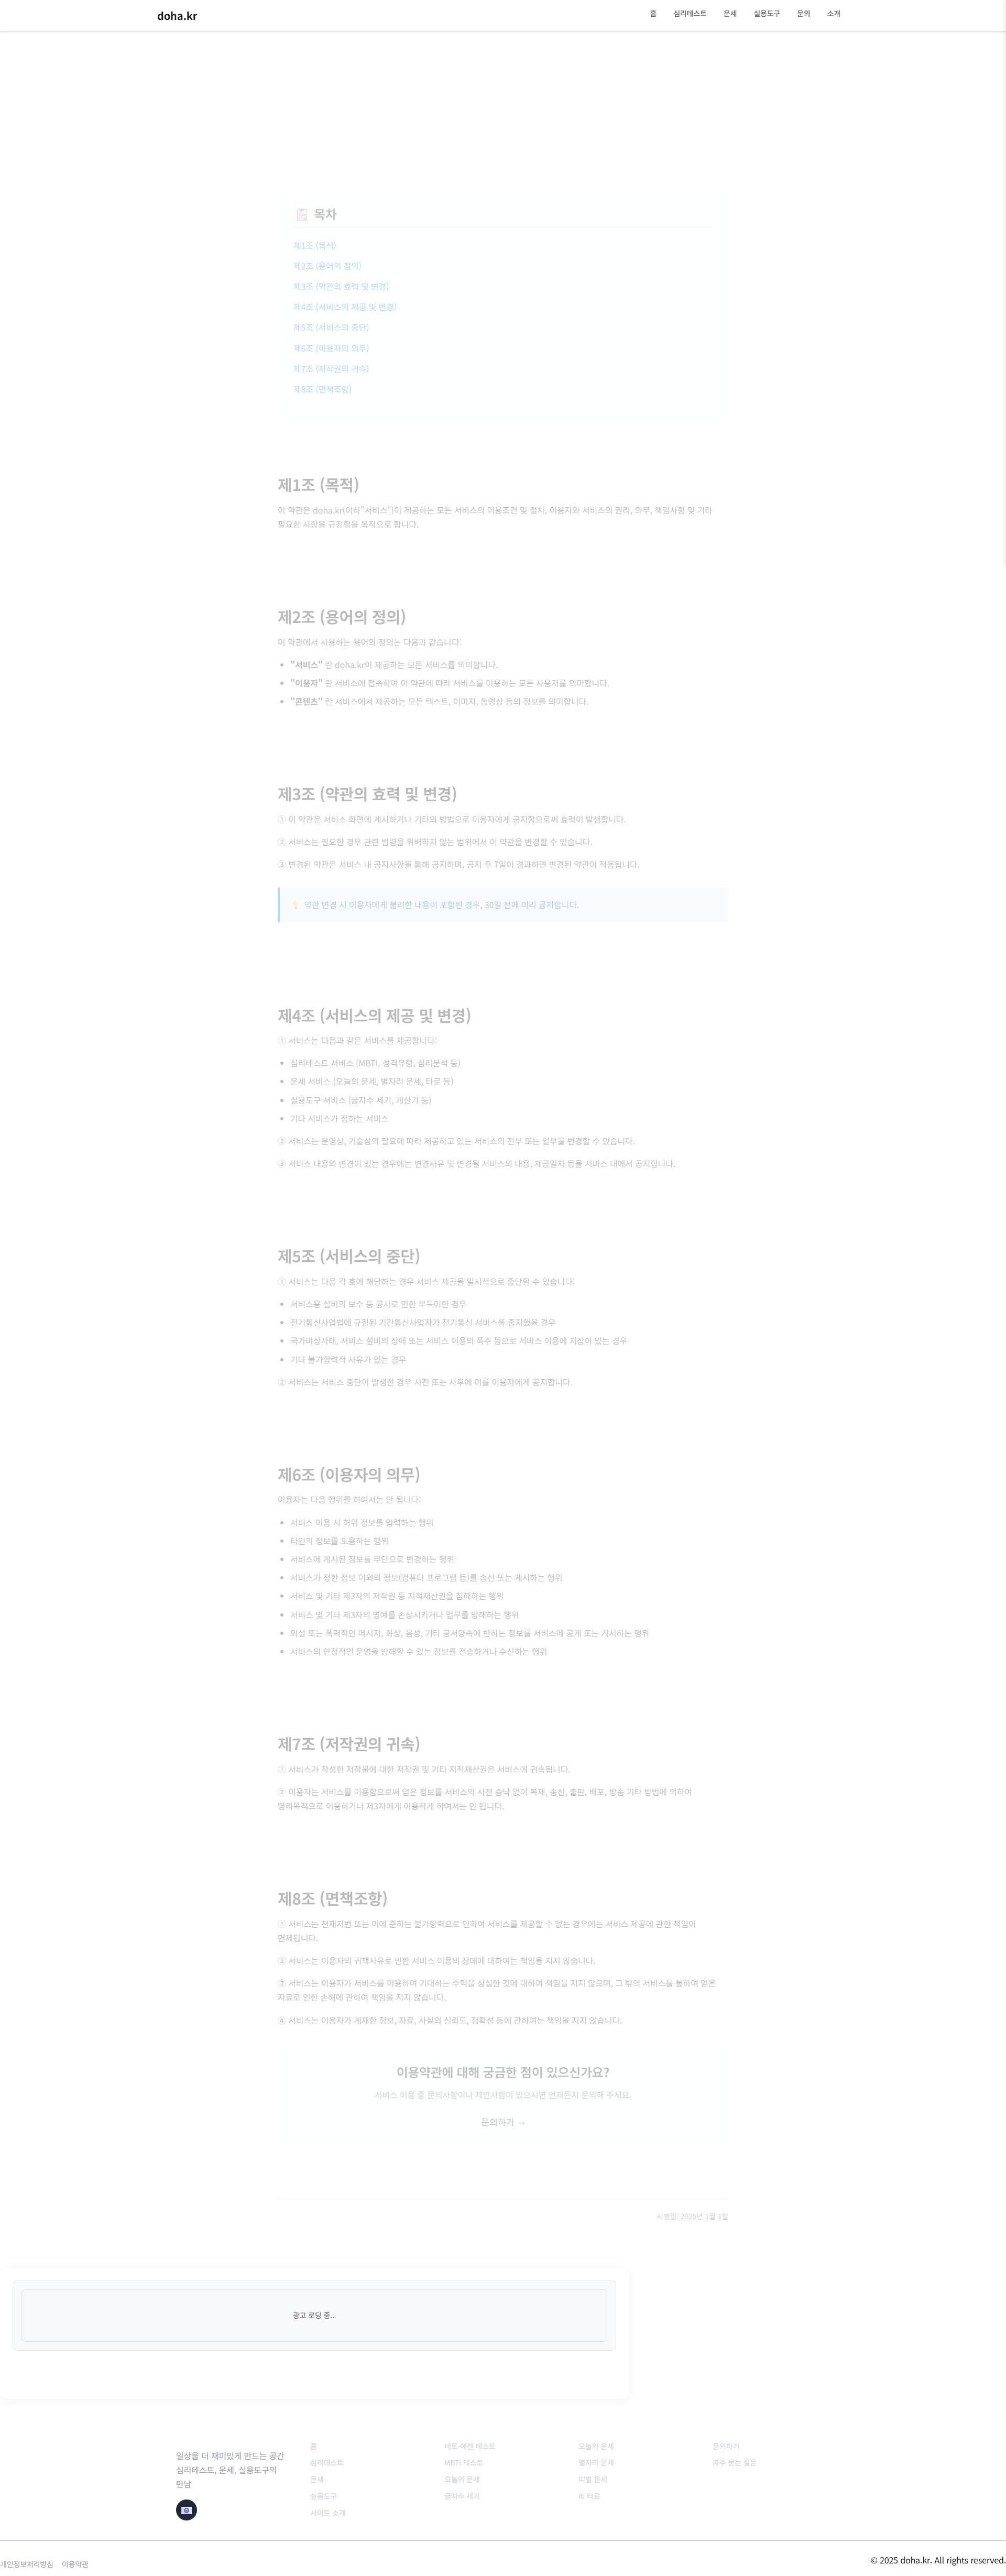 doha.kr
홈 심리테스트 운세 실용도구 문의 소개
목차
제1조 (목적)
제2조 (용어의 정의)
제3조 (약관의 효력 및 변경)
제4조 (서비스의 제공 및 변경)
제5조 (서비스의 중단)
제6조 (이용자의 의무)
제7조 (저작권의 귀속)
제8조 (면책조항)
제1조 (목적)
이 약관은 doha.kr(이하"서비스")이 제공하는 모든 서비스의 이용조건 및 절차, 이용자와 서비스의 권리, 의무, 책임사항 및 기타
필요한 사항을 규정함을 목적으로 합니다.
제2조 (용어의 정의)
이 약관에서 사용하는 용어의 정의는 다음과 같습니다:
• "서비스" 란 doha.kr이 제공하는 모든 서비스를 의미합니다.
• "이용자" 란 서비스에 접속하여 이 약관에 따라 서비스를 이용하는 모든 사용자를 의미합니다.
• "콘텐츠" 란 서비스에서 제공하는 모든 텍스트, 이미지, 동영상 등의 정보를 의미합니다.
제3조 (약관의 효력 및 변경)
① 이 약관은 서비스 화면에 게시하거나 기타의 방법으로 이용자에게 공지함으로써 효력이 발생합니다.
② 서비스는 필요한 경우 관련 법령을 위배하지 않는 범위에서 이 약관을 변경할 수 있습니다.
③ 변경된 약관은 서비스 내 공지사항을 통해 공지하며, 공지 후 7일이 경과하면 변경된 약관이 적용됩니다.
약관 변경 시 이용자에게 불리한 내용이 포함된 경우, 30일 전에 미리 공지합니다.
제4조 (서비스의 제공 및 변경)
① 서비스는 다음과 같은 서비스를 제공합니다:
• 심리테스트 서비스 (MBTI, 성격유형, 심리분석 등)
• 운세 서비스 (오늘의 운세, 별자리 운세, 타로 등)
• 실용도구 서비스 (글자수 세기, 계산기 등)
• 기타 서비스가 정하는 서비스
② 서비스는 운영상, 기술상의 필요에 따라 제공하고 있는 서비스의 전부 또는 일부를 변경할 수 있습니다.
③ 서비스 내용의 변경이 있는 경우에는 변경사유 및 변경될 서비스의 내용, 제공일자 등을 서비스 내에서 공지합니다.
제5조 (서비스의 중단)
① 서비스는 다음 각 호에 해당하는 경우 서비스 제공을 일시적으로 중단할 수 있습니다:
• 서비스용 설비의 보수 등 공사로 인한 부득이한 경우
• 전기통신사업법에 규정된 기간통신사업자가 전기통신 서비스를 중지했을 경우
• 국가비상사태, 서비스 설비의 장애 또는 서비스 이용의 폭주 등으로 서비스 이용에 지장이 있는 경우
• 기타 불가항력적 사유가 있는 경우
② 서비스는 서비스 중단이 발생한 경우 사전 또는 사후에 이를 이용자에게 공지합니다.
제6조 (이용자의 의무)
이용자는 다음 행위를 하여서는 안 됩니다:
• 서비스 이용 시 허위 정보를 입력하는 행위
• 타인의 정보를 도용하는 행위
• 서비스에 게시된 정보를 무단으로 변경하는 행위
• 서비스가 정한 정보 이외의 정보(컴퓨터 프로그램 등)를 송신 또는 게시하는 행위
• 서비스 및 기타 제3자의 저작권 등 지적재산권을 침해하는 행위
• 서비스 및 기타 제3자의 명예를 손상시키거나 업무를 방해하는 행위
• 외설 또는 폭력적인 메시지, 화상, 음성, 기타 공서양속에 반하는 정보를 서비스에 공개 또는 게시하는 행위
• 서비스의 안정적인 운영을 방해할 수 있는 정보를 전송하거나 수신하는 행위
제7조 (저작권의 귀속)
① 서비스가 작성한 저작물에 대한 저작권 및 기타 지적재산권은 서비스에 귀속됩니다.
② 이용자는 서비스를 이용함으로써 얻은 정보를 서비스의 사전 승낙 없이 복제, 송신, 출판, 배포, 방송 기타 방법에 의하여
영리목적으로 이용하거나 제3자에게 이용하게 하여서는 안 됩니다.
제8조 (면책조항)
① 서비스는 천재지변 또는 이에 준하는 불가항력으로 인하여 서비스를 제공할 수 없는 경우에는 서비스 제공에 관한 책임이
면제됩니다.
② 서비스는 이용자의 귀책사유로 인한 서비스 이용의 장애에 대하여는 책임을 지지 않습니다.
③ 서비스는 이용자가 서비스를 이용하여 기대하는 수익을 상실한 것에 대하여 책임을 지지 않으며, 그 밖의 서비스를 통하여 얻은
자료로 인한 손해에 관하여 책임을 지지 않습니다.
④ 서비스는 이용자가 게재한 정보, 자료, 사실의 신뢰도, 정확성 등에 관하여는 책임을 지지 않습니다.
이용약관에 대해 궁금한 점이 있으신가요?
서비스 이용 중 문의사항이나 제안사항이 있으시면 언제든지 문의해 주세요.
문의하기 →
시행일: 2025년 1월 1일
광고 로딩 중...
일상을 더 재미있게 만드는 공간
심리테스트, 운세, 실용도구의
만남
홈
심리테스트
운세
실용도구
사이트 소개
테토-에겐 테스트
MBTI 테스트
오늘의 운세
글자수 세기
오늘의 운세
별자리 운세
띠별 운세
AI 타로
문의하기
자주 묻는 질문
개인정보처리방침 이용약관
© 2025 doha.kr. All rights reserved.